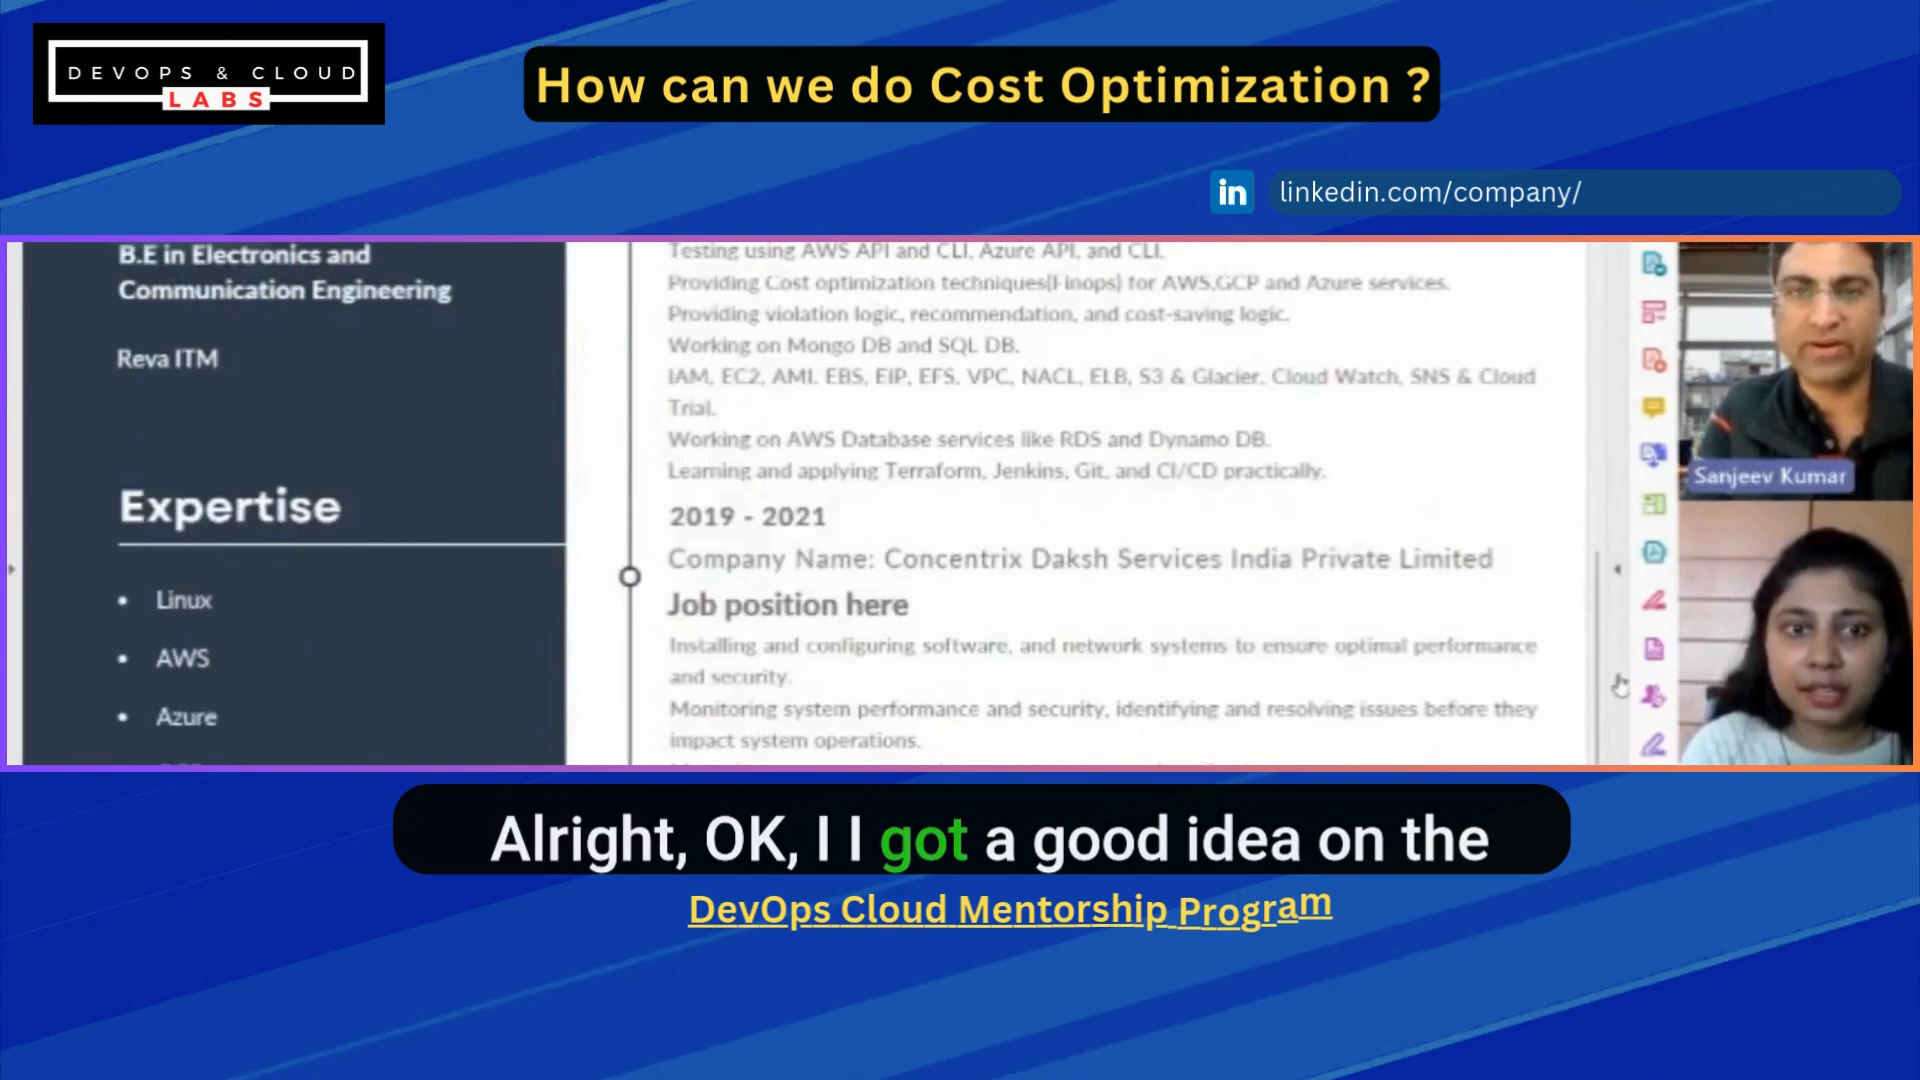 DEVOPS & CLOUD
LABS
How can we do Cost Optimization ?
in
linkedin.com/company/
B.E in Electronics and
Communication Engineering
Reva ITM
Expertise
• Linux
• AWS
• Azure
Testing using AWS API and CLI, Azure API, and CLI.
Providing Cost optimization techniques(Finops) for AWS,GCP and Azure services.
Providing violation logic, recommendation, and cost-saving logic.
Working on Mongo DB and SQL DB.
IAM, EC2, AMI. EBS, EIP, EFS, VPC, NACL, ELB, S3 & Glacier, Cloud Watch, SNS & Cloud
Trial.
Working on AWS Database services like RDS and Dynamo DB.
Learning and applying Terraform, Jenkins, Git, and CI/CD practically.
2019 - 2021
Company Name: Concentrix Daksh Services India Private Limited
Job position here
Installing and configuring software, and network systems to ensure optimal performance
and security.
Monitoring system performance and security, identifying and resolving issues before they
impact system operations.
Sanjeev Kumar
Alright, OK, I I got a good idea on the
DevOps Cloud Mentorship Program